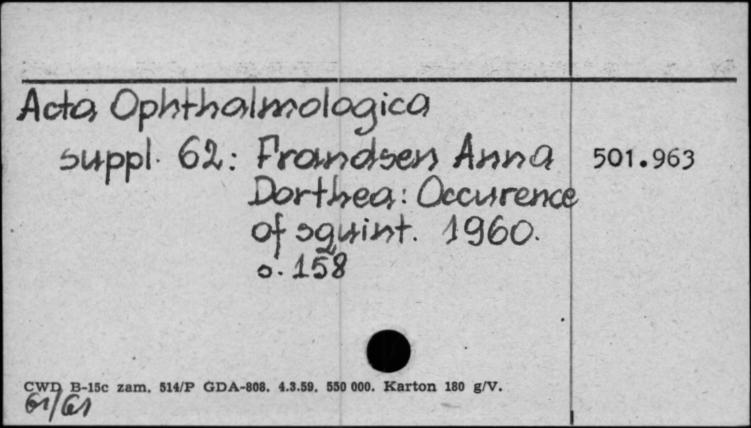 Acta Ophthalmologica
suppl. 62: Frandsen Anna 501.963
Dorthea: Occurence
of squint. 1960.
s. 158
CWD B-15c zam. 514/P GDA-808. 4.3.59. 550 000. Karton 180 g/V.
61/61